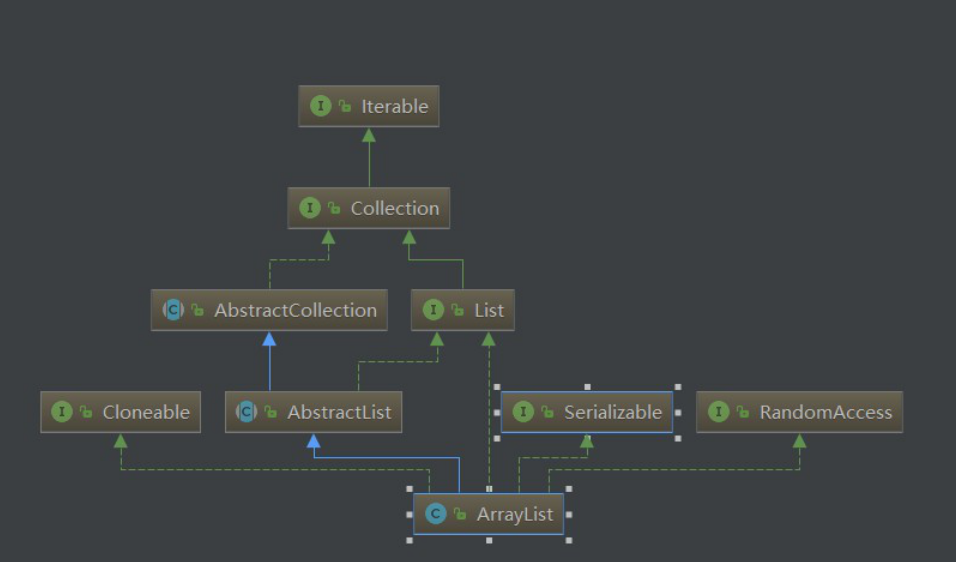 I Iterable
I Collection
C AbstractCollection
I List
I Cloneable
C AbstractList
I Serializable
I RandomAccess
C ArrayList